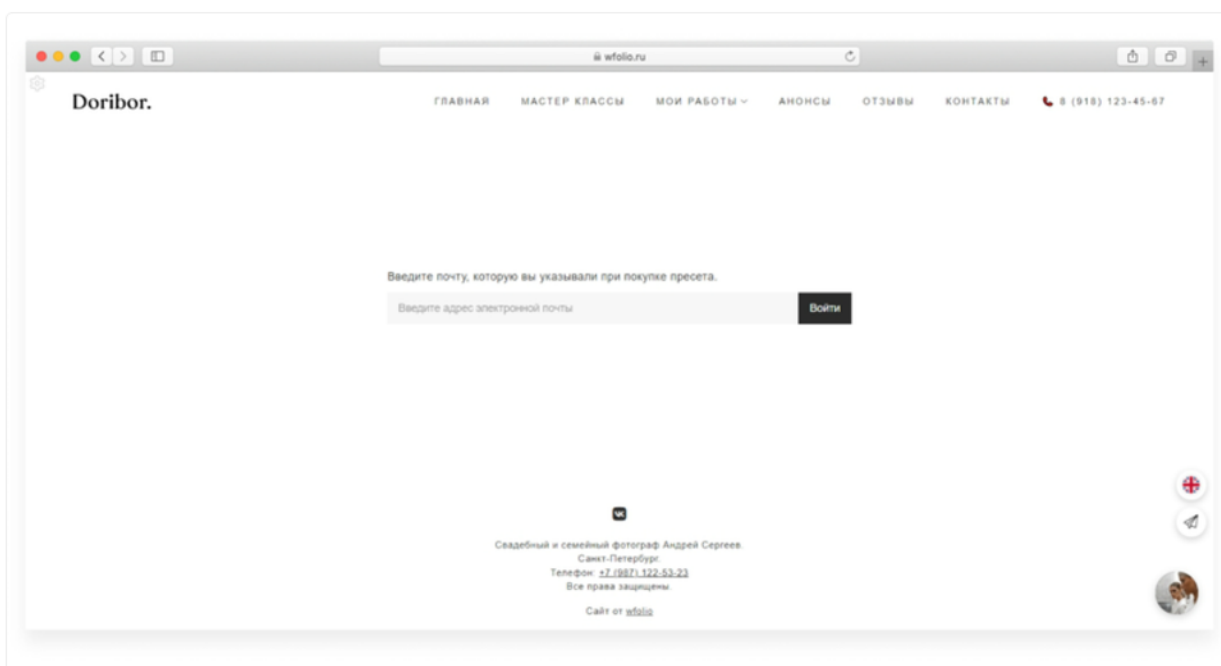 wfolio.ru
Doribor.
ГЛАВНАЯ МАСТЕР КЛАССЫ МОИ РАБОТЫ АНОНСЫ ОТЗЫВЫ КОНТАКТЫ 8 (918) 123-45-67
Введите почту, которую вы указывали при покупке пресета.
Введите адрес электронной почты Войти
Свадебный и семейный фотограф Андрей Сергеев.
Санкт-Петербург.
Телефон: +7 (987) 122-53-23
Все права защищены.
Сайт от wfolio